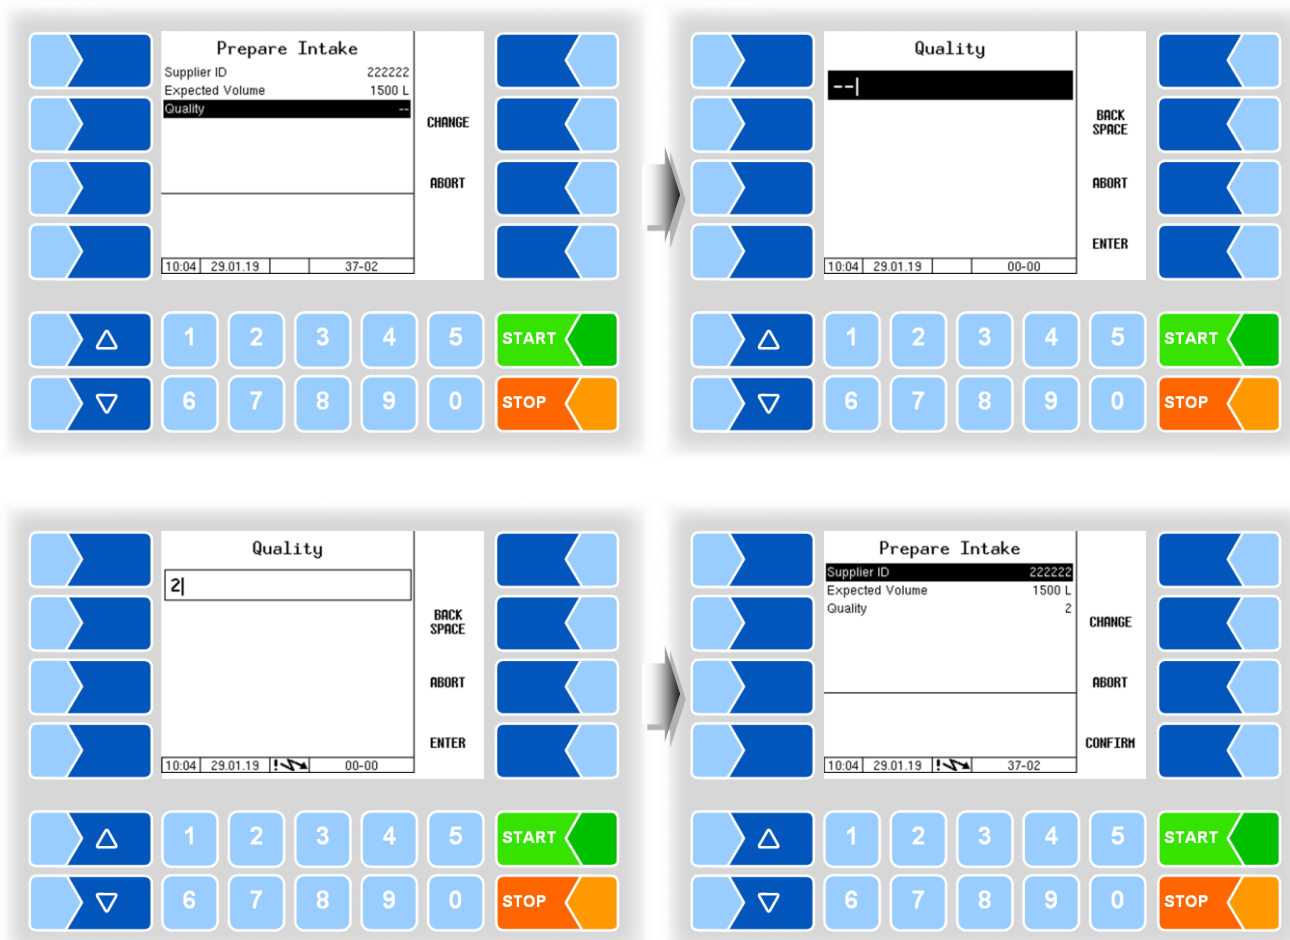 Prepare Intake
Supplier ID 222222
Expected Volume 1500 L
Quality --
CHANGE
ABORT
10:04 29.01.19 37-02
1 2 3 4 5 START
6 7 8 9 0 STOP
Quality
--
BACK
SPACE
ABORT
ENTER
10:04 29.01.19 00-00
1 2 3 4 5 START
6 7 8 9 0 STOP
Quality
2
BACK
SPACE
ABORT
ENTER
10:04 29.01.19 ! 00-00
1 2 3 4 5 START
6 7 8 9 0 STOP
Prepare Intake
Supplier ID 222222
Expected Volume 1500 L
Quality 2
CHANGE
ABORT
CONFIRM
10:04 29.01.19 ! 37-02
1 2 3 4 5 START
6 7 8 9 0 STOP